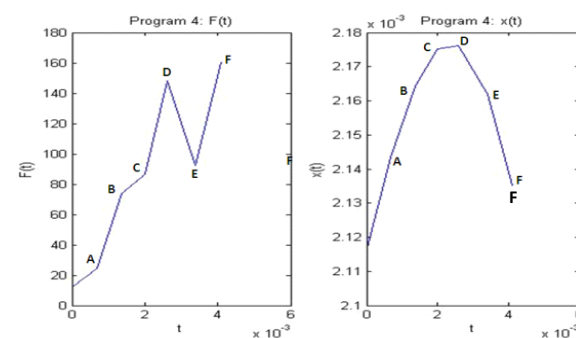 Program 4: F(t)
180
160
140
120
100
80
60
40
20
0
F(t)
A
B
C
D
E
F
F
0
2
4
6
t
x 10⁻³
x 10⁻³
Program 4: x(t)
2.18
2.17
2.16
2.15
2.14
2.13
2.12
2.11
2.1
x(t)
A
B
C
D
E
F
F
0
2
4
t
x 10⁻³